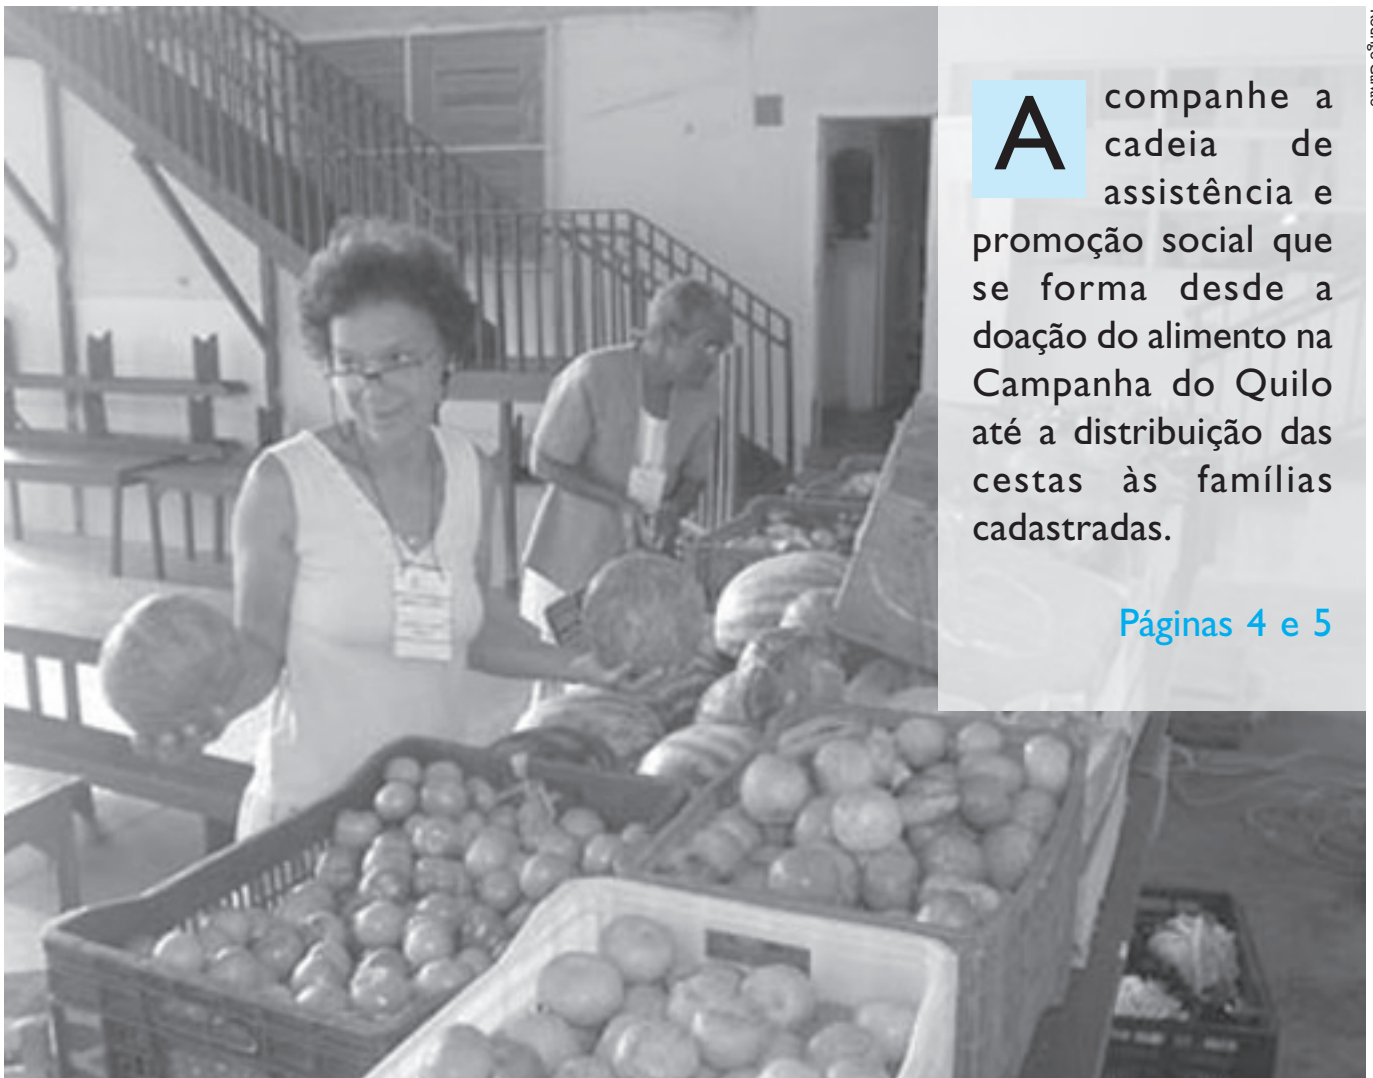 Acompanhe a
cadeia de
assistência e
promoção social que
se forma desde a
doação do alimento na
Campanha do Quilo
até a distribuição das
cestas às famílias
cadastradas.
Páginas 4 e 5